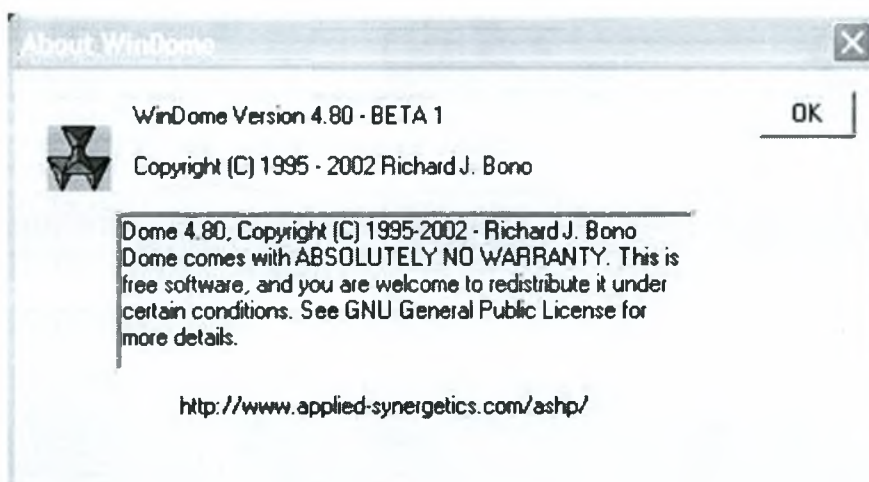 About WinDome
WinDome Version 4.80 - BETA 1
OK
Copyright (C) 1995 - 2002 Richard J. Bono
Dome 4.80, Copyright (C) 1995-2002 - Richard J. Bono
Dome comes with ABSOLUTELY NO WARRANTY. This is
free software, and you are welcome to redistribute it under
certain conditions. See GNU General Public License for
more details.
http://www.applied-synergetics.com/ashp/